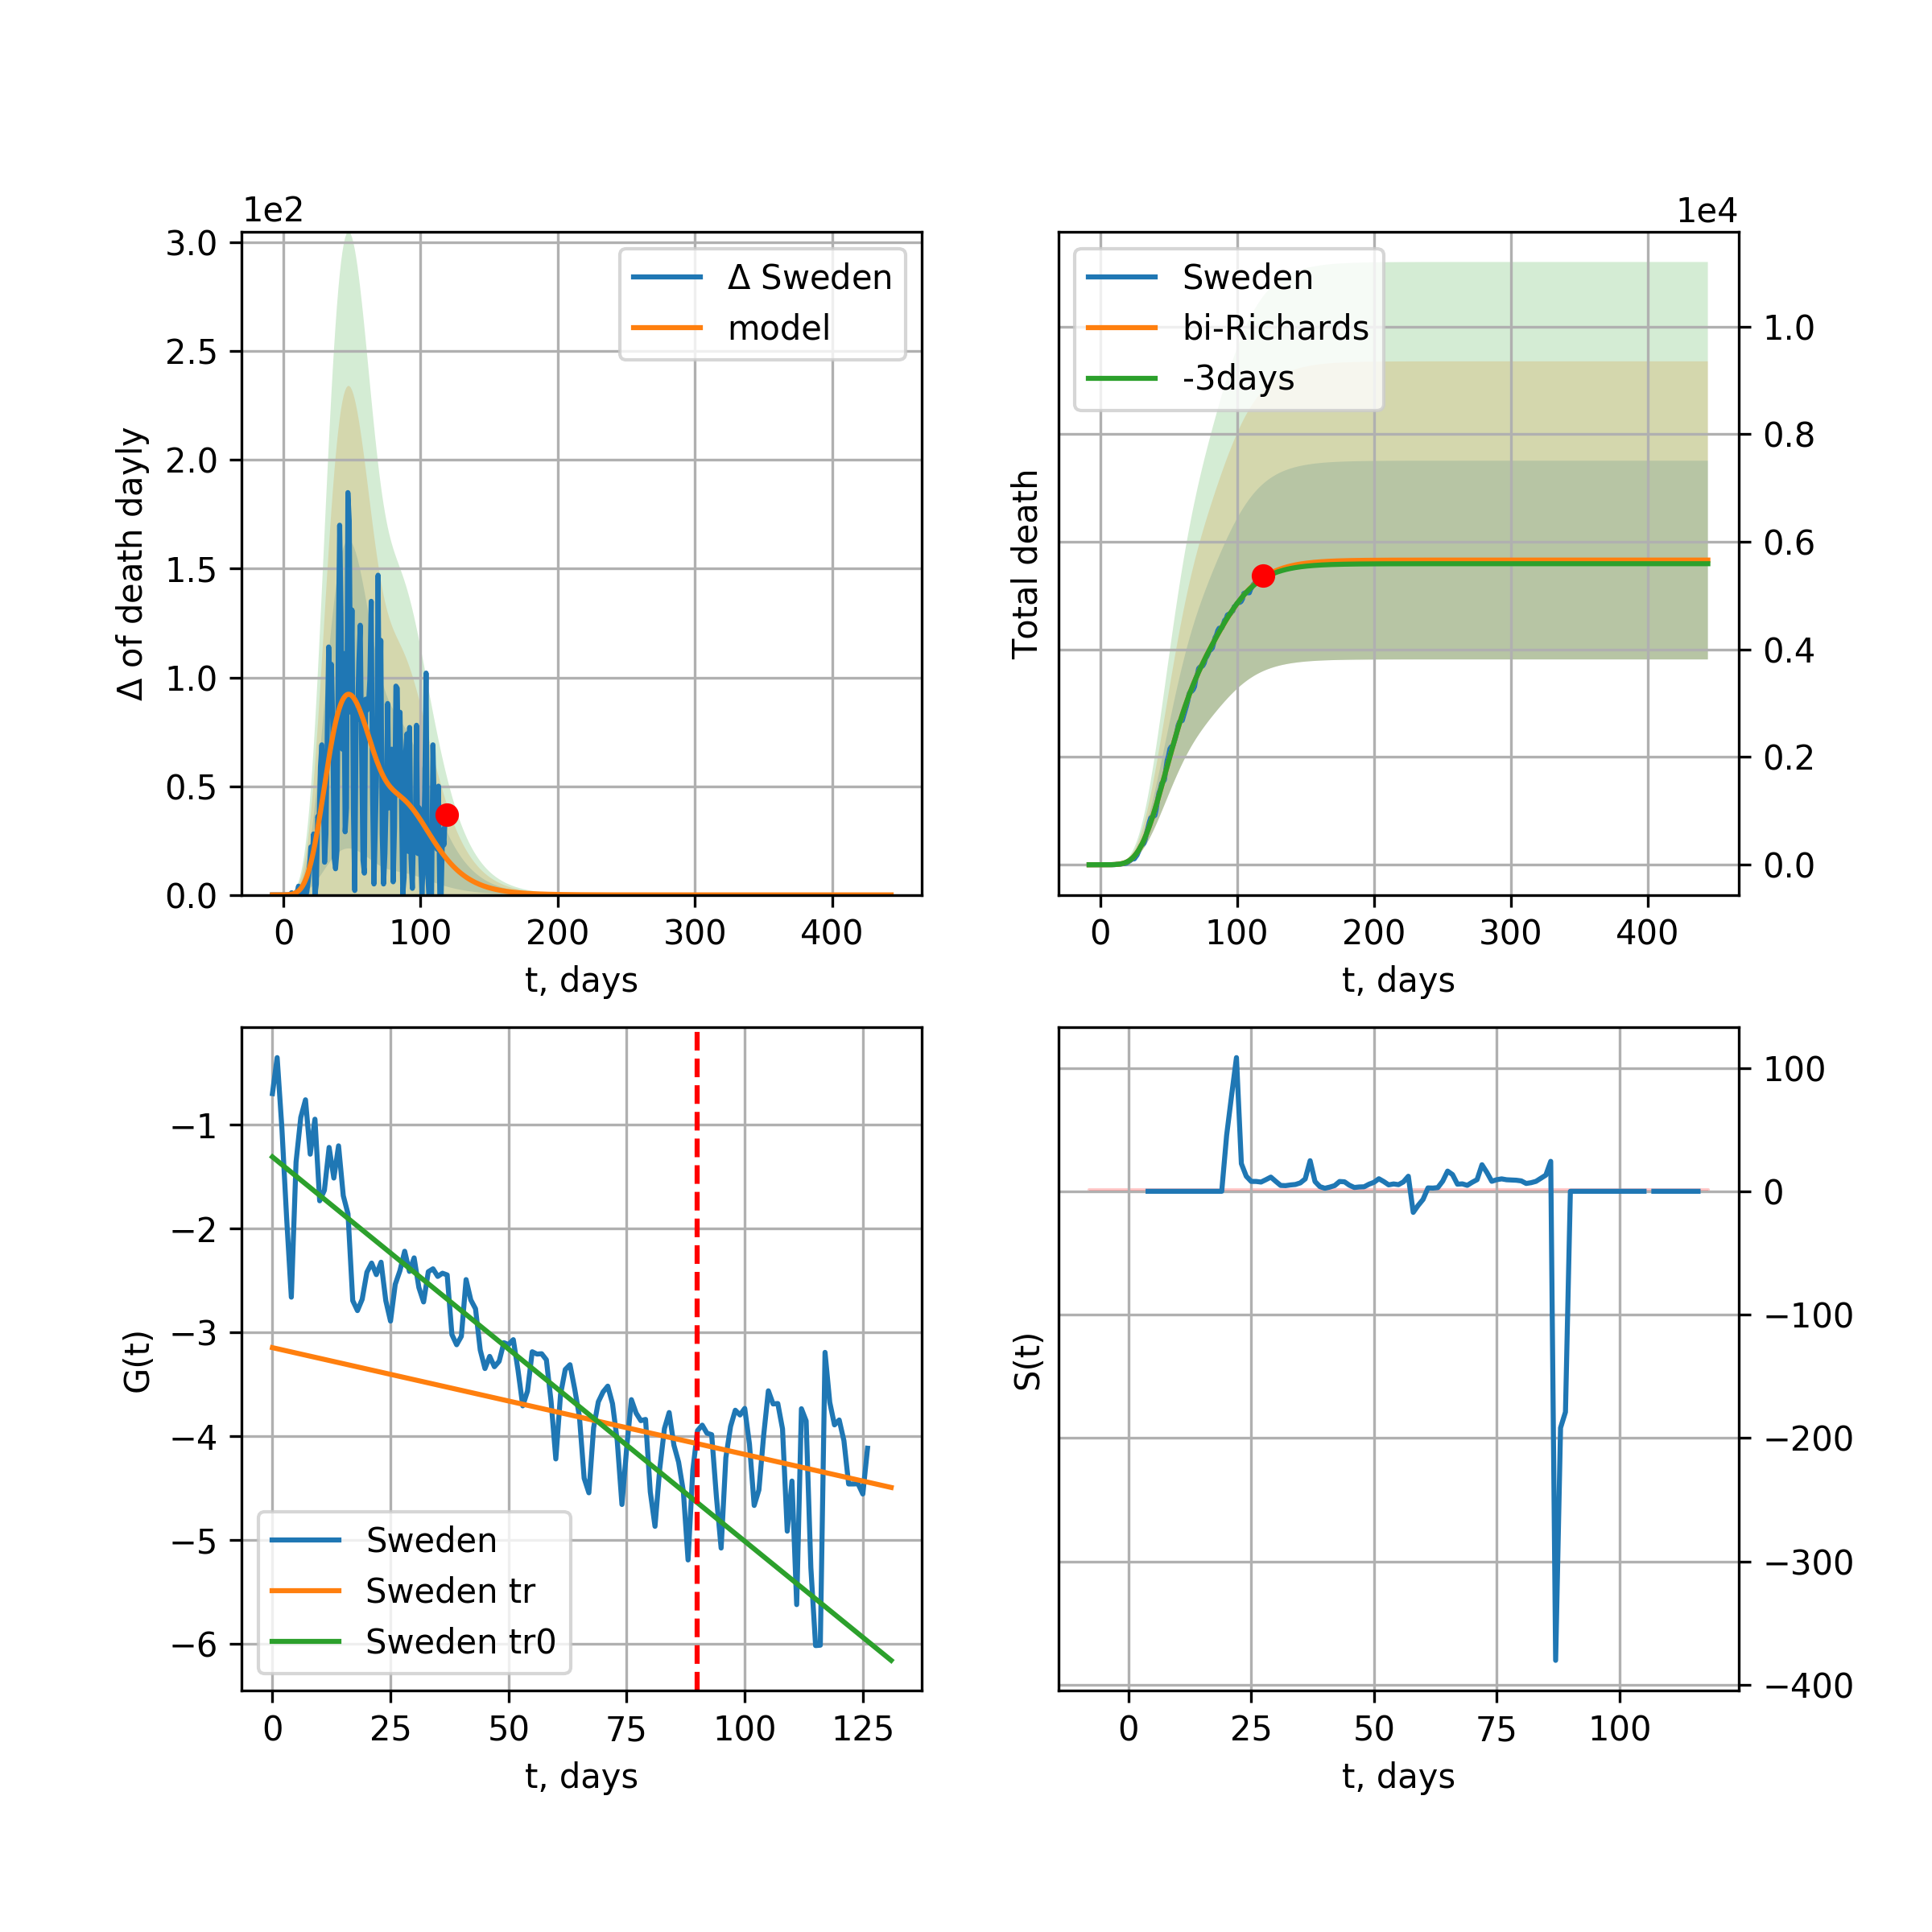 1e2
3.0
2.5
2.0
1.5
1.0
0.5
0.0
Δ of death dayly
Δ Sweden
model
0 100 200 300 400
t, days
1e4
1.0
0.8
0.6
0.4
0.2
0.0
Total death
Sweden
bi-Richards
-3days
0 100 200 300 400
t, days
−1
−2
−3
−4
−5
−6
G(t)
Sweden
Sweden tr
Sweden tr0
0 25 50 75 100 125
t, days
100
0
−100
−200
−300
−400
S(t)
0 25 50 75 100
t, days